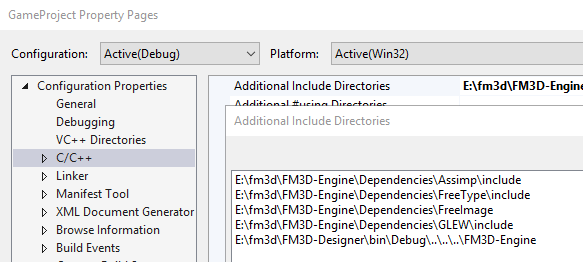 GameProject Property Pages
Configuration: Active(Debug) Platform: Active(Win32)
Configuration Properties
General
Debugging
VC++ Directories
C/C++
Linker
Manifest Tool
XML Document Generator
Browse Information
Build Events
Additional Include Directories E:\fm3d\FM3D-Engine
Additional #using Directories
Additional Include Directories
E:\fm3d\FM3D-Engine\Dependencies\Assimp\include
E:\fm3d\FM3D-Engine\Dependencies\FreeType\include
E:\fm3d\FM3D-Engine\Dependencies\FreeImage
E:\fm3d\FM3D-Engine\Dependencies\GLEW\include
E:\fm3d\FM3D-Designer\bin\Debug\..\..\..\FM3D-Engine